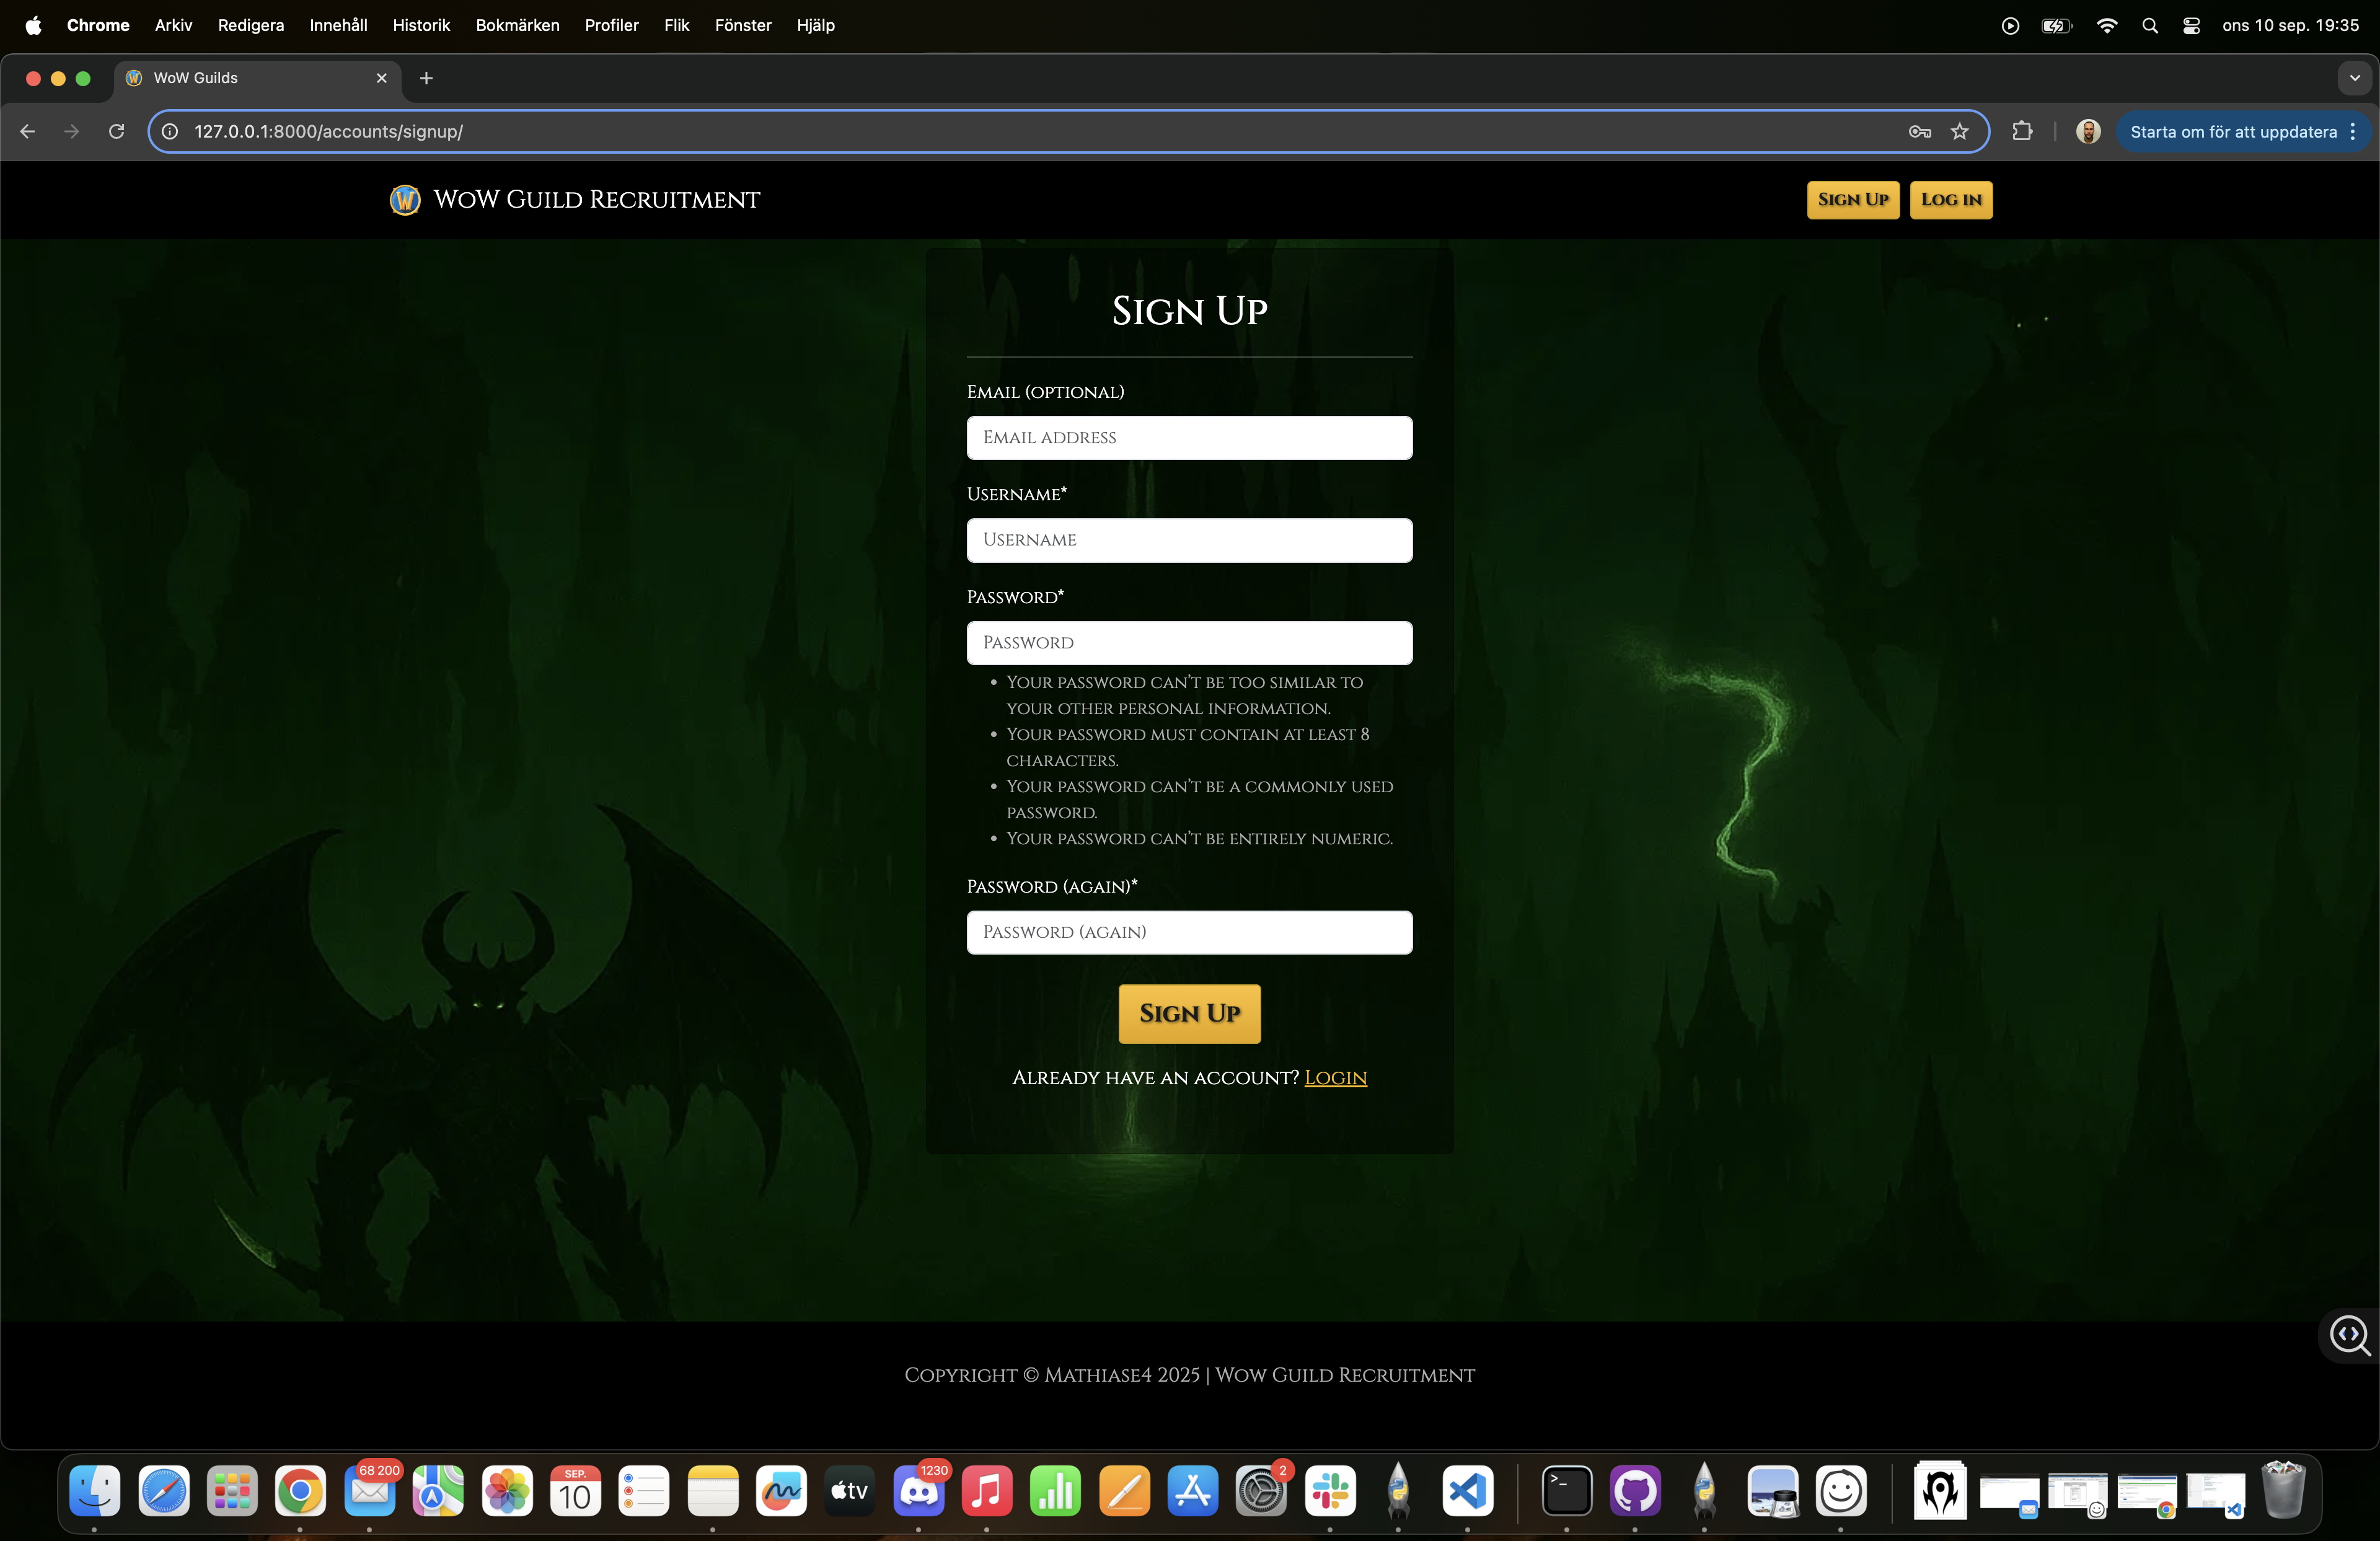 Chrome Arkiv Redigera Innehåll Historik Bokmärken Profiler Flik Fönster Hjälp ons 10 sep. 19:35
WoW Guilds
127.0.0.1:8000/accounts/signup/ Starta om för att uppdatera
W WoW Guild Recruitment Sign Up Log in
Sign Up
Email (optional)
Email address
Username*
Username
Password*
Password
• Your password can't be too similar to
your other personal information.
• Your password must contain at least 8
characters.
• Your password can't be a commonly used
password.
• Your password can't be entirely numeric.
Password (again)*
Password (again)
Sign Up
Already have an account? Login
Copyright © Mathiase4 2025 | Wow Guild Recruitment
68 200 SEP. 10 tv 1230 2